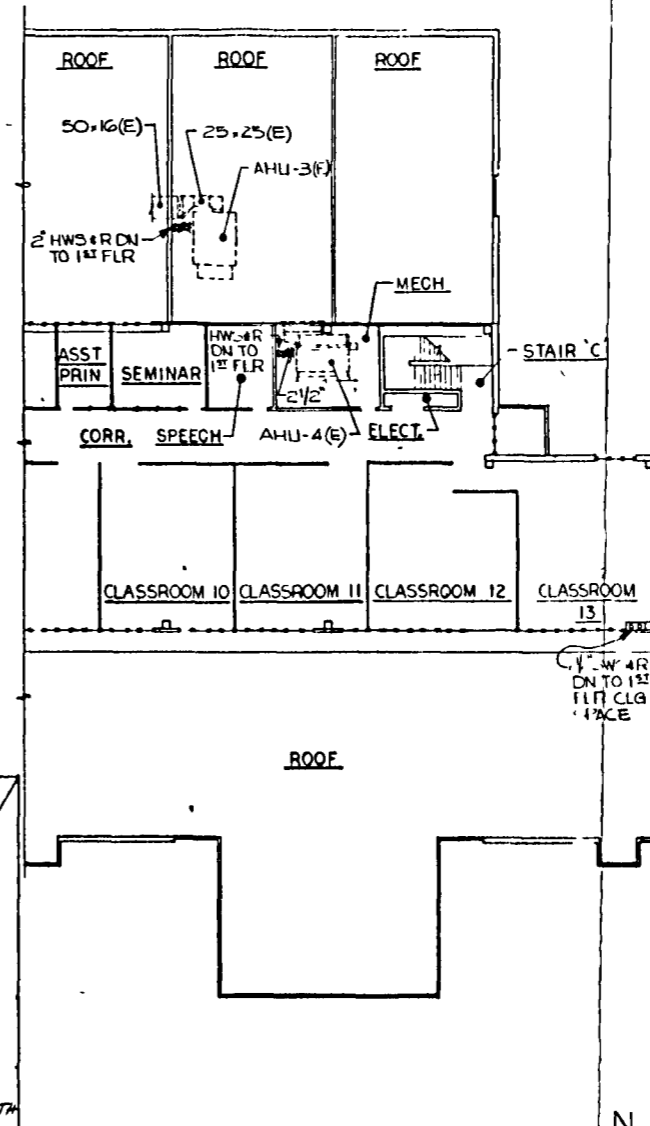 ROOF
ROOF
ROOF
50x16(E)
25x25(E)
AHU-3(F)
2" HWS & R DN
TO 1ST FLR
MECH
ASST
PRIN
SEMINAR
HWS & R
DN TO
1ST FLR
2 1/2"
STAIR 'C'
CORR.
SPEECH
AHU-4(E)
ELECT.
CLASSROOM 10
CLASSROOM 11
CLASSROOM 12
CLASSROOM
13
DN TO 1ST
FLR CLG
ROOF
N